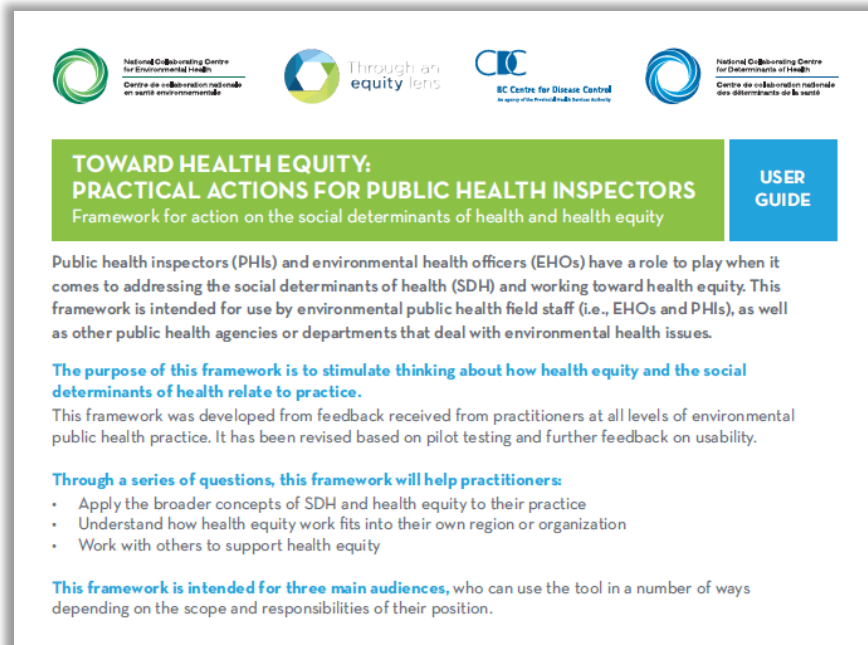 National Collaborating Centre
for Environmental Health
Centre de collaboration nationale
en santé environnementale
Through an
equity lens
CDC
BC Centre for Disease Control
An agency of the Provincial Health Services Authority
National Collaborating Centre
for Determinants of Health
Centre de collaboration nationale
des déterminants de la santé
TOWARD HEALTH EQUITY:
PRACTICAL ACTIONS FOR PUBLIC HEALTH INSPECTORS
Framework for action on the social determinants of health and health equity
USER
GUIDE
Public health inspectors (PHIs) and environmental health officers (EHOs) have a role to play when it
comes to addressing the social determinants of health (SDH) and working toward health equity. This
framework is intended for use by environmental public health field staff (i.e., EHOs and PHIs), as well
as other public health agencies or departments that deal with environmental health issues.
The purpose of this framework is to stimulate thinking about how health equity and the social
determinants of health relate to practice.
This framework was developed from feedback received from practitioners at all levels of environmental
public health practice. It has been revised based on pilot testing and further feedback on usability.
Through a series of questions, this framework will help practitioners:
• Apply the broader concepts of SDH and health equity to their practice
• Understand how health equity work fits into their own region or organization
• Work with others to support health equity
This framework is intended for three main audiences, who can use the tool in a number of ways
depending on the scope and responsibilities of their position.